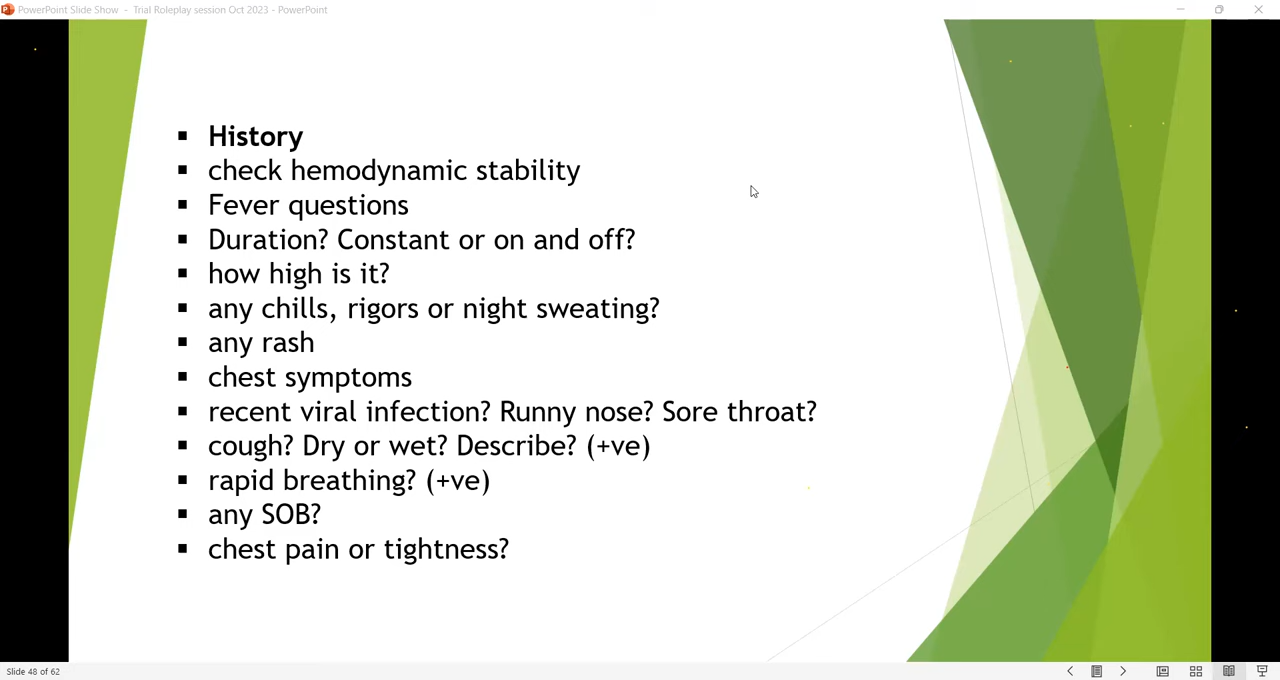 PowerPoint Slide Show - Trial Roleplay session Oct 2023 - PowerPoint
▪ History
▪ check hemodynamic stability
▪ Fever questions
▪ Duration? Constant or on and off?
▪ how high is it?
▪ any chills, rigors or night sweating?
▪ any rash
▪ chest symptoms
▪ recent viral infection? Runny nose? Sore throat?
▪ cough? Dry or wet? Describe? (+ve)
▪ rapid breathing? (+ve)
▪ any SOB?
▪ chest pain or tightness?
Slide 48 of 62